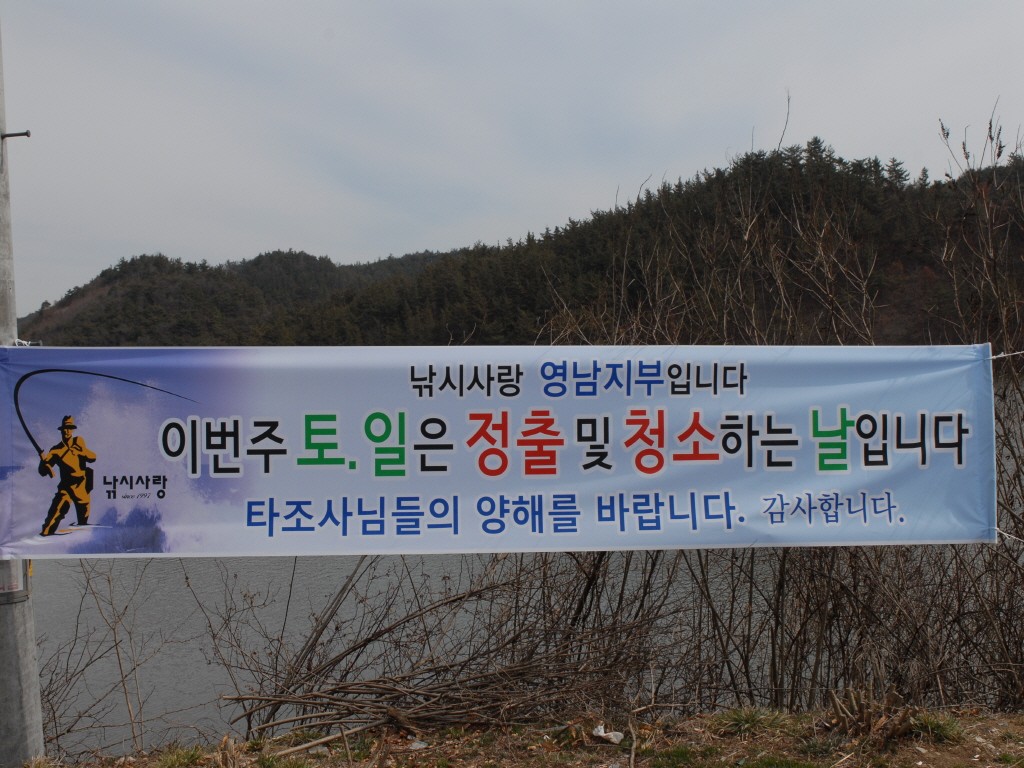 낚시사랑 영남지부입니다
이번주 토.일은 정출 및 청소하는 날입니다
낚시사랑
since 1997
타조사님들의 양해를 바랍니다. 감사합니다.